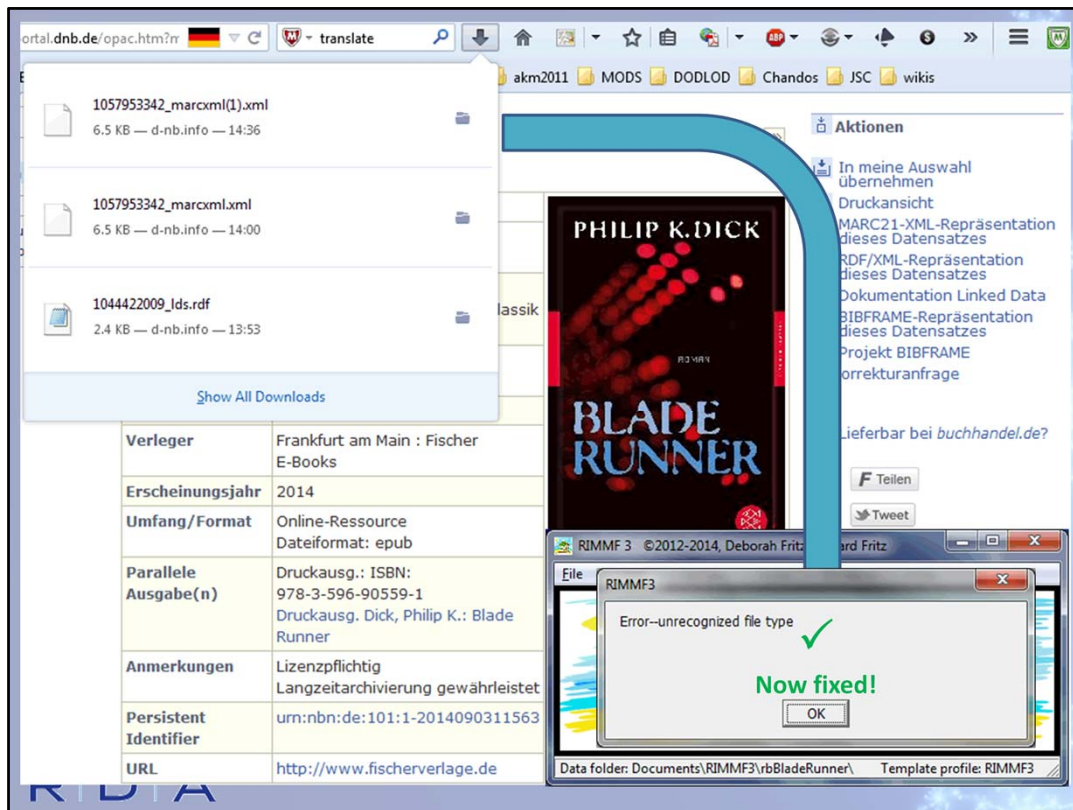 ortal.dnb.de/opac.htm?m
translate
ABP
akm2011 MODS DODLOD Chandos JSC wikis
1057953342_marcxml(1).xml
6.5 KB — d-nb.info — 14:36
1057953342_marcxml.xml
6.5 KB — d-nb.info — 14:00
1044422009_lds.rdf
2.4 KB — d-nb.info — 13:53
Show All Downloads
lassik
Verleger
Frankfurt am Main : Fischer
E-Books
Erscheinungsjahr
2014
Umfang/Format
Online-Ressource
Dateiformat: epub
Parallele
Ausgabe(n)
Druckausg.: ISBN:
978-3-596-90559-1
Druckausg. Dick, Philip K.: Blade
Runner
Anmerkungen
Lizenzpflichtig
Langzeitarchivierung gewährleistet
Persistent
Identifier
urn:nbn:de:101:1-2014090311563
URL
http://www.fischerverlage.de
PHILIP K. DICK
ROMAN
BLADE
RUNNER
Aktionen
In meine Auswahl
übernehmen
Druckansicht
MARC21-XML-Repräsentation
dieses Datensatzes
RDF/XML-Repräsentation
dieses Datensatzes
Dokumentation Linked Data
BIBFRAME-Repräsentation
dieses Datensatzes
Projekt BIBFRAME
orrekturanfrage
Lieferbar bei buchhandel.de?
Teilen
Tweet
RIMMF 3 ©2012-2014, Deborah Fritz ard Fritz
File
RIMMF3
Error--unrecognized file type
✓
Now fixed!
OK
Data folder: Documents\RIMMF3\rbBladeRunner\ Template profile: RIMMF3
RDA